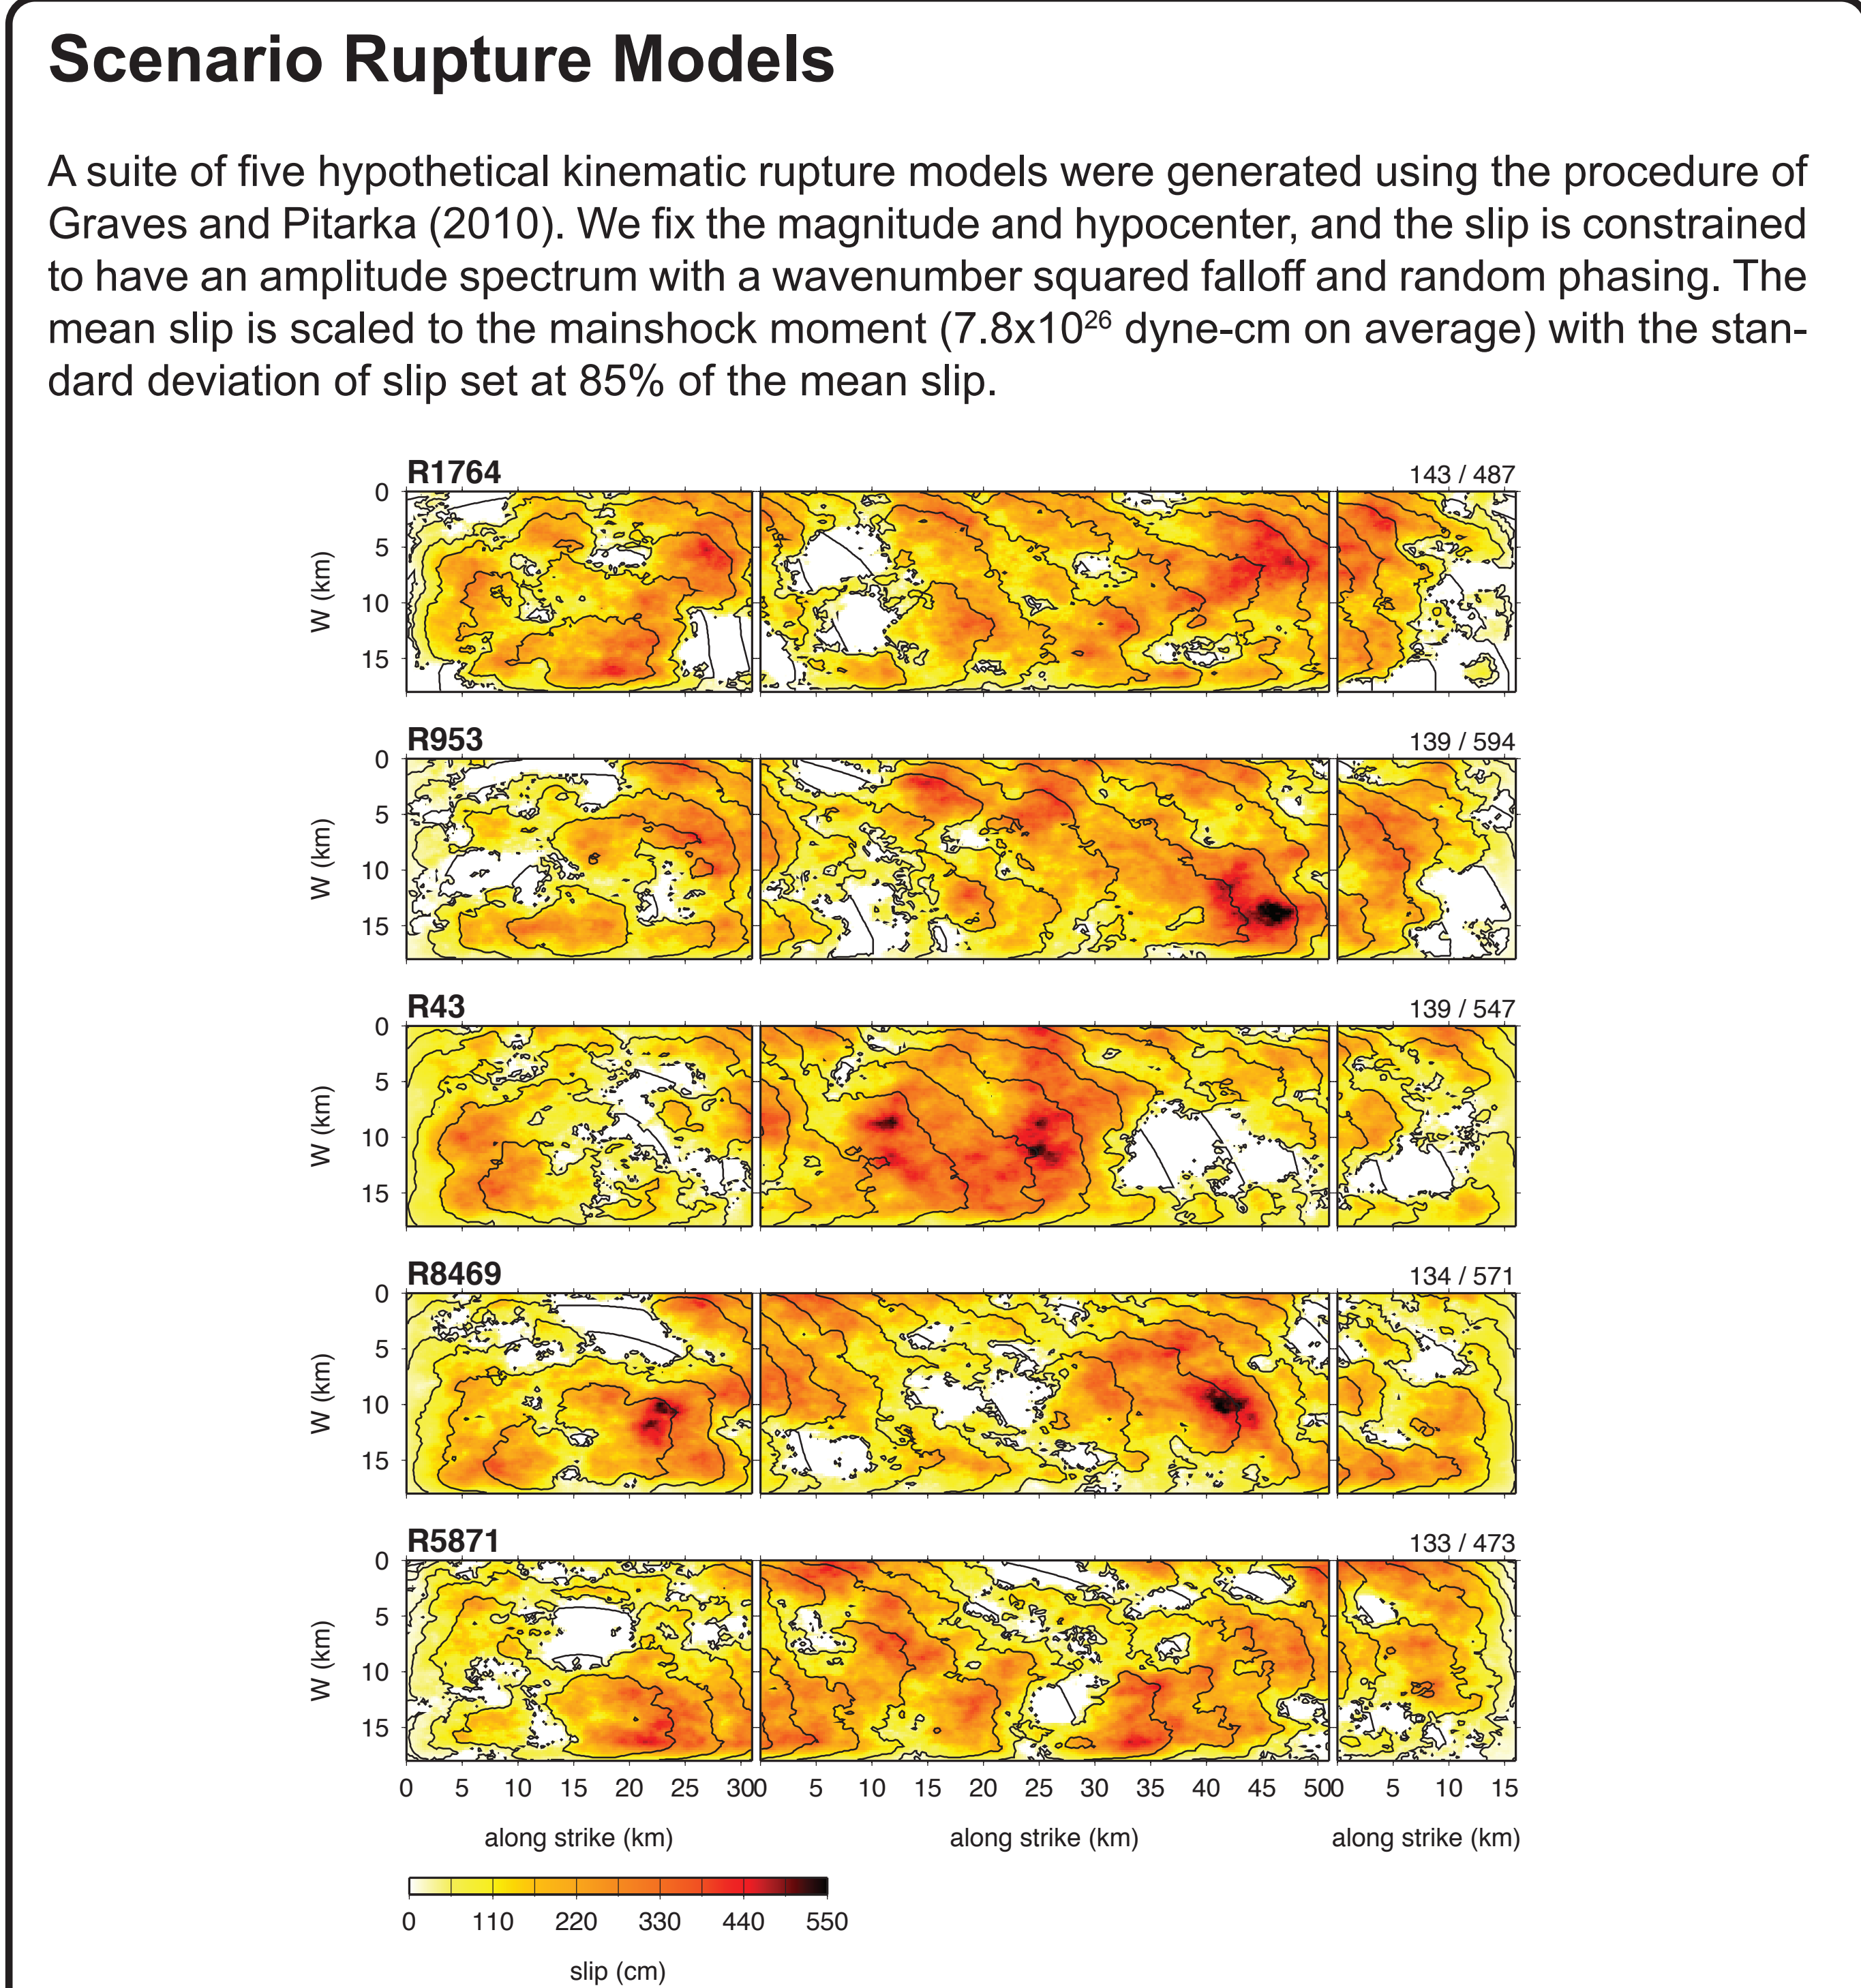 Scenario Rupture Models
A suite of five hypothetical kinematic rupture models were generated using the procedure of
Graves and Pitarka (2010). We fix the magnitude and hypocenter, and the slip is constrained
to have an amplitude spectrum with a wavenumber squared falloff and random phasing. The
mean slip is scaled to the mainshock moment (7.8x10²⁶ dyne-cm on average) with the stan-
dard deviation of slip set at 85% of the mean slip.
R1764 143 / 487
0
5
10
15
W (km)
R953 139 / 594
0
5
10
15
W (km)
R43 139 / 547
0
5
10
15
W (km)
R8469 134 / 571
0
5
10
15
W (km)
R5871 133 / 473
0
5
10
15
W (km)
0 5 10 15 20 25 30 0 5 10 15 20 25 30 35 40 45 50 0 5 10 15
along strike (km) along strike (km) along strike (km)
0 110 220 330 440 550
slip (cm)